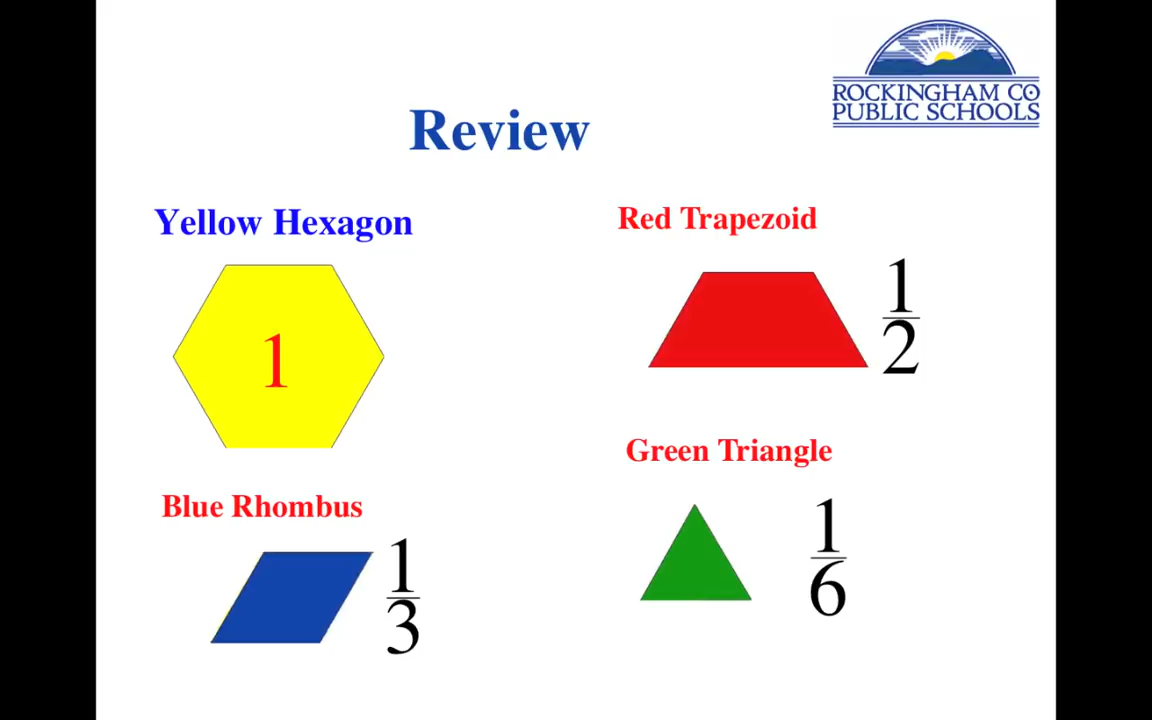 ROCKINGHAM CO
PUBLIC SCHOOLS
Review
Yellow Hexagon
1
Red Trapezoid
1
2
Blue Rhombus
1
3
Green Triangle
1
6